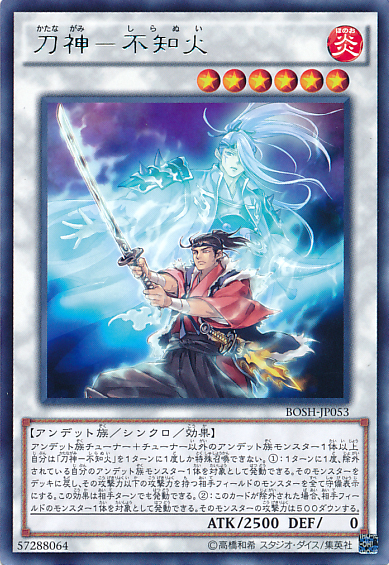 かたな がみ しらぬい
刀神－不知火
ほのお
炎
BOSH-JP053
【アンデット族／シンクロ／効果】
アンデット族チューナー＋チューナー以外のアンデット族モンスター1体以上
自分は「刀神－不知火」を1ターンに1度しか特殊召喚できない。①：1ターンに1度、除外
されている自分のアンデット族モンスター1体を対象として発動できる。そのモンスター
をデッキに戻し、その攻撃力以下の攻撃力を持つ相手フィールドのモンスターを全て守備表示
にする。この効果は相手ターンでも発動できる。②：このカードが除外された場合、相手フィ
ールドのモンスター1体を対象として発動できる。そのモンスターの攻撃力は500ダウンする。
ATK/2500 DEF/ 0
57288064 ©高橋和希 スタジオ・ダイス/集英社